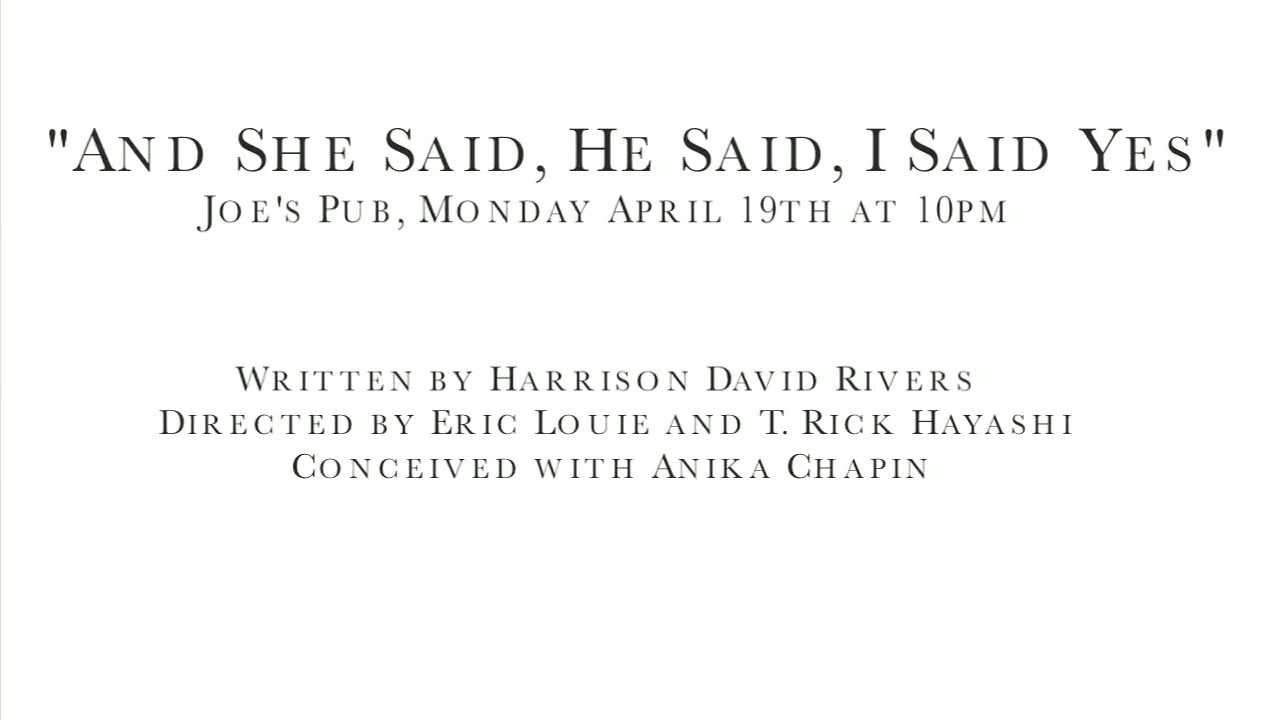 "And She Said, He Said, I Said Yes"
Joe's Pub, Monday April 19th at 10pm
Written by Harrison David Rivers
Directed by Eric Louie and T. Rick Hayashi
Conceived with Anika Chapin